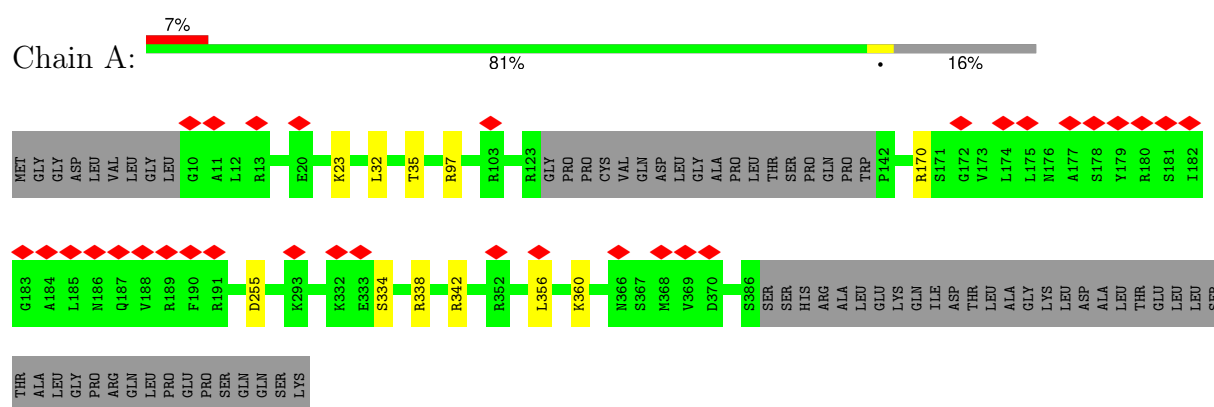 7%
Chain A:
81% • 16%
MET GLY GLY ASP LEU VAL LEU GLY LEU G10 A11 L12 R13 E20 K23 L32 T35 R97 R103 R123 GLY PRO PRO CYS VAL GLN ASP LEU GLY ALA PRO LEU THR SER PRO GLN PRO TRP P142 R170 S171 G172 V173 L174 L175 N176 A177 S178 Y179 R180 S181 I182
G183 A184 L185 N186 Q187 V188 R189 F190 R191 D255 K293 K332 E333 S334 R338 R342 R352 L356 K360 N366 S367 M368 V369 D370 S386 SER SER HIS ARG ALA LEU GLU LYS GLN ILE ASP THR LEU ALA GLY LYS LEU ASP ALA LEU THR GLU LEU LEU SER
THR ALA LEU GLY PRO ARG GLN LEU PRO GLU PRO SER GLN GLN SER LYS